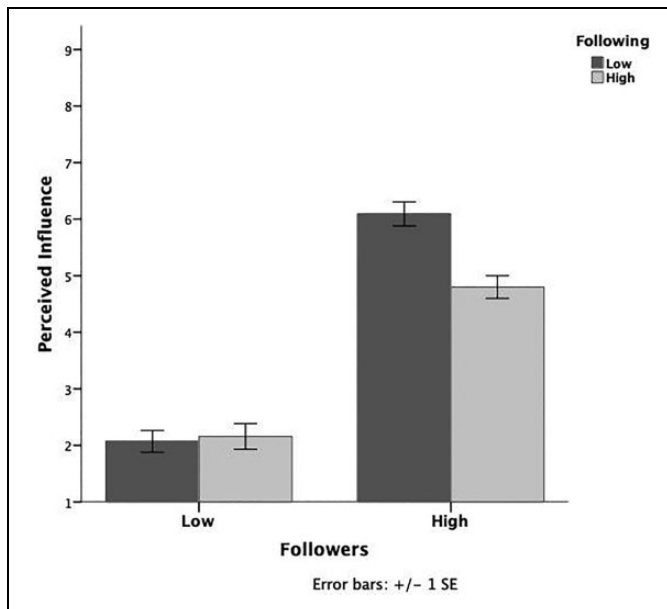 Following
Low
High
9
8
7
6
5
4
3
2
1
Perceived Influence
Low High
Followers
Error bars: +/− 1 SE